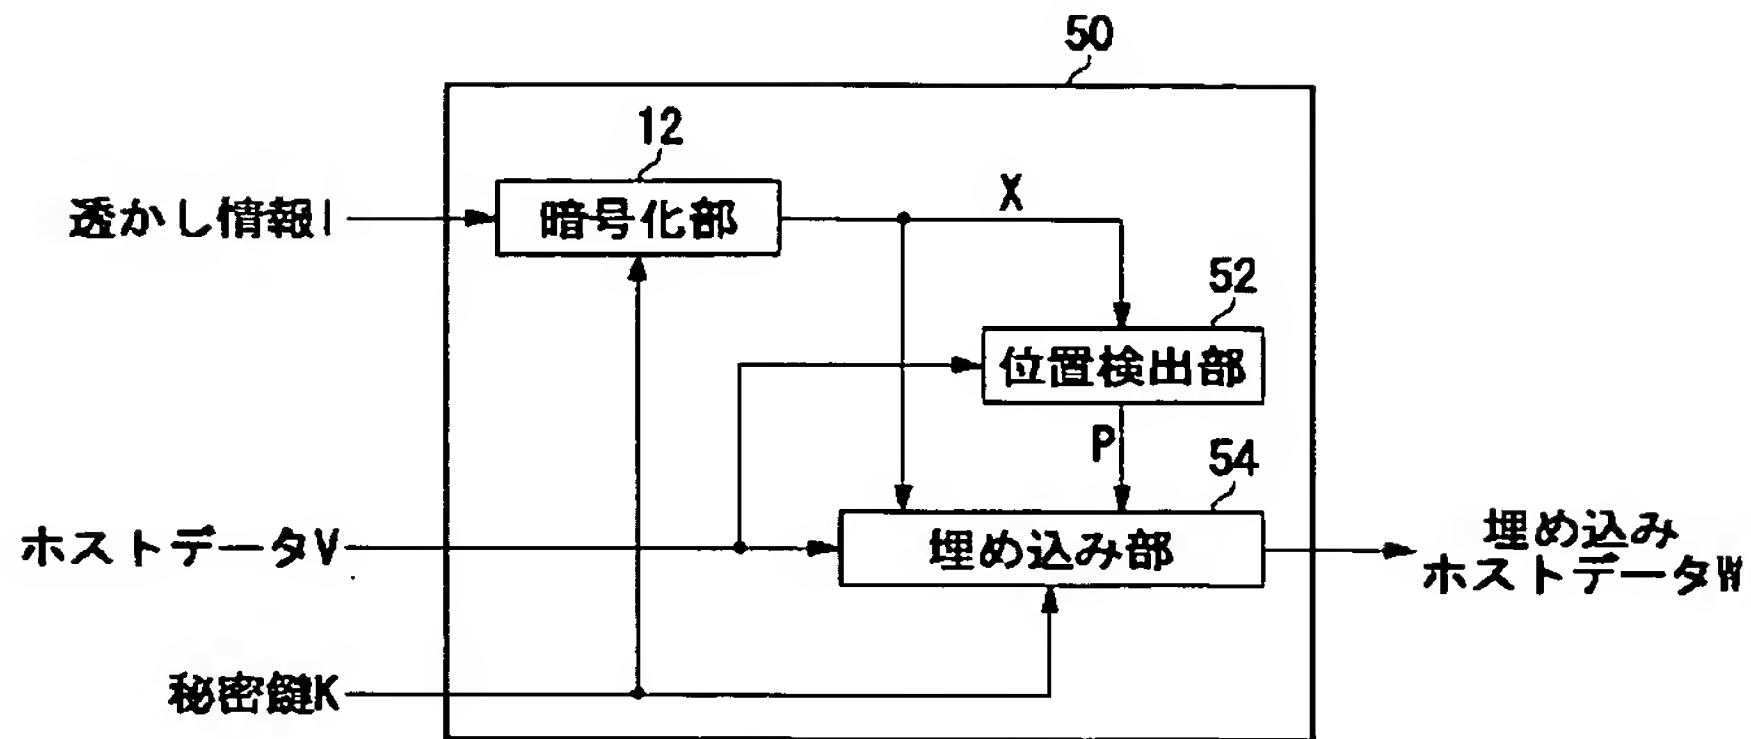 50
12
透かし情報I
暗号化部
X
52
位置検出部
P
54
ホストデータV
埋め込み部
埋め込み
ホストデータW
秘密鍵K